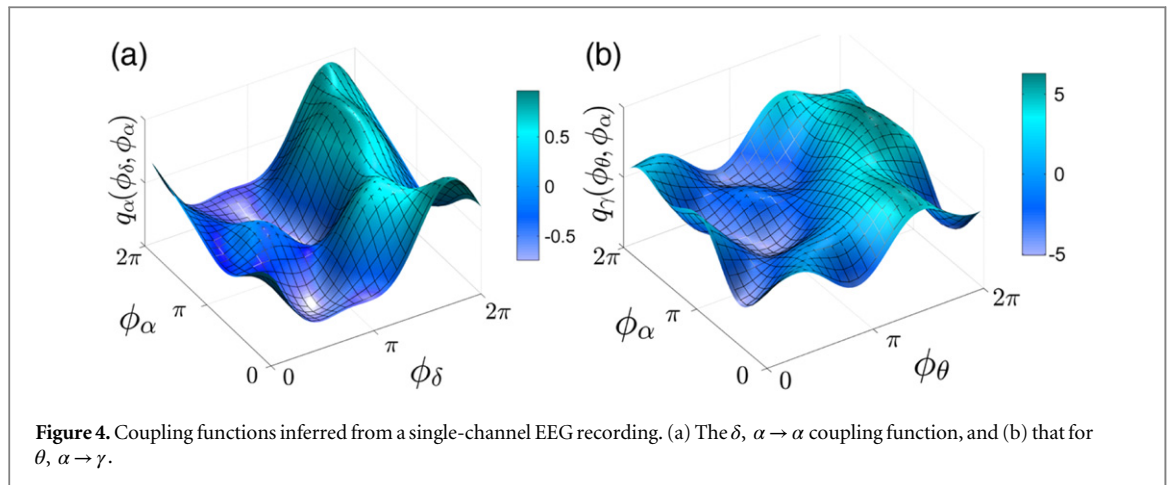 (a)
q_α(φ_δ, φ_α)
2π
φ_α
π
0
0
π
φ_δ
2π
0.5
0
-0.5
(b)
q_γ(φ_θ, φ_α)
2π
φ_α
π
0
0
π
φ_θ
2π
5
0
-5
Figure 4. Coupling functions inferred from a single-channel EEG recording. (a) The δ, α → α coupling function, and (b) that for
θ, α → γ.